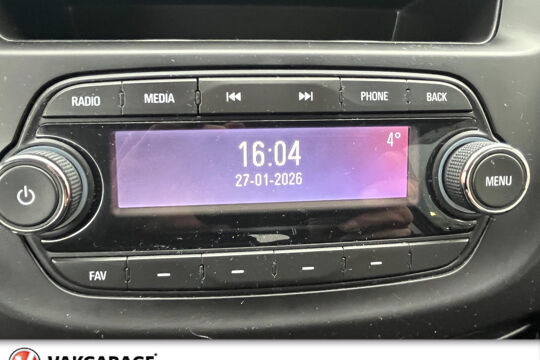 RADIO MEDIA PHONE BACK
16:04 4°
27-01-2026
MENU
FAV
VAKGARAGE